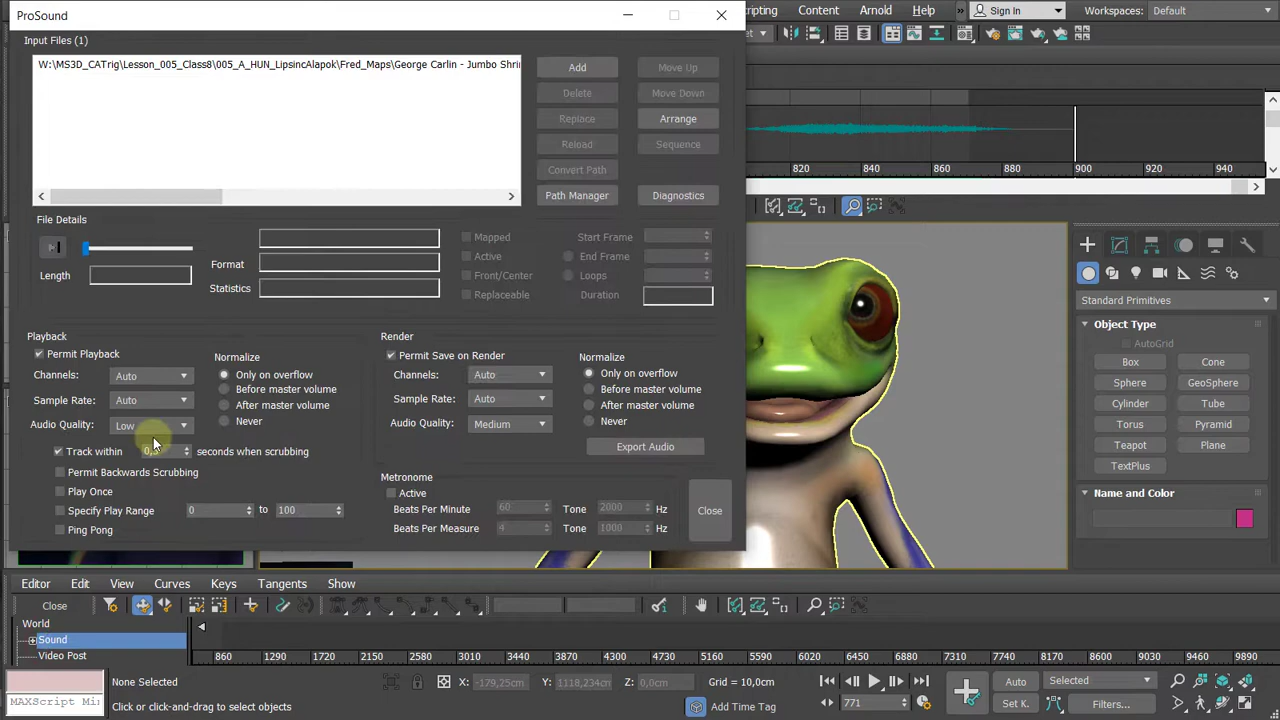 ProSound
Input Files (1)
W:\MS3D_CATrig\Lesson_005_Class8\005_A_HUN_LipsincAlapok\Fred_Maps\George Carlin - Jumbo Shri
Add Move Up
Delete Move Down
Replace Arrange
Reload Sequence
Convert Path
Path Manager Diagnostics
File Details
Length
Format
Statistics
Mapped
Active
Front/Center
Replaceable
Start Frame
End Frame
Loops
Duration
Playback
Permit Playback
Channels: Auto
Sample Rate: Auto
Audio Quality: Low
Normalize
Only on overflow
Before master volume
After master volume
Never
Track within seconds when scrubbing
Permit Backwards Scrubbing
Play Once
Specify Play Range 0 to 100
Ping Pong
Render
Permit Save on Render
Channels: Auto
Sample Rate: Auto
Audio Quality: Medium
Normalize
Only on overflow
Before master volume
After master volume
Never
Export Audio
Metronome
Active
Beats Per Minute 60 Tone 2000 Hz
Beats Per Measure 4 Tone 1000 Hz
Close
Content Arnold Help » Sign In Workspaces: Default
820 840 860 880 900 920 940
Standard Primitives
Object Type
AutoGrid
Box Cone
Sphere GeoSphere
Cylinder Tube
Torus Pyramid
Teapot Plane
TextPlus
Name and Color
Editor Edit View Curves Keys Tangents Show
Close
World
Sound
Video Post
860 1290 1720 2150 2580 3010 3440 3870 4300 4730 5160 5590 6020 6450 6880 7310 7740 8170 8600 9030 9460 9890
None Selected
X: -179,25cm Y: 1118,234cm Z: 0,0cm Grid = 10,0cm
Auto Selected
MAXScript Mi
Click or click-and-drag to select objects
Add Time Tag
771
Set K. Filters...